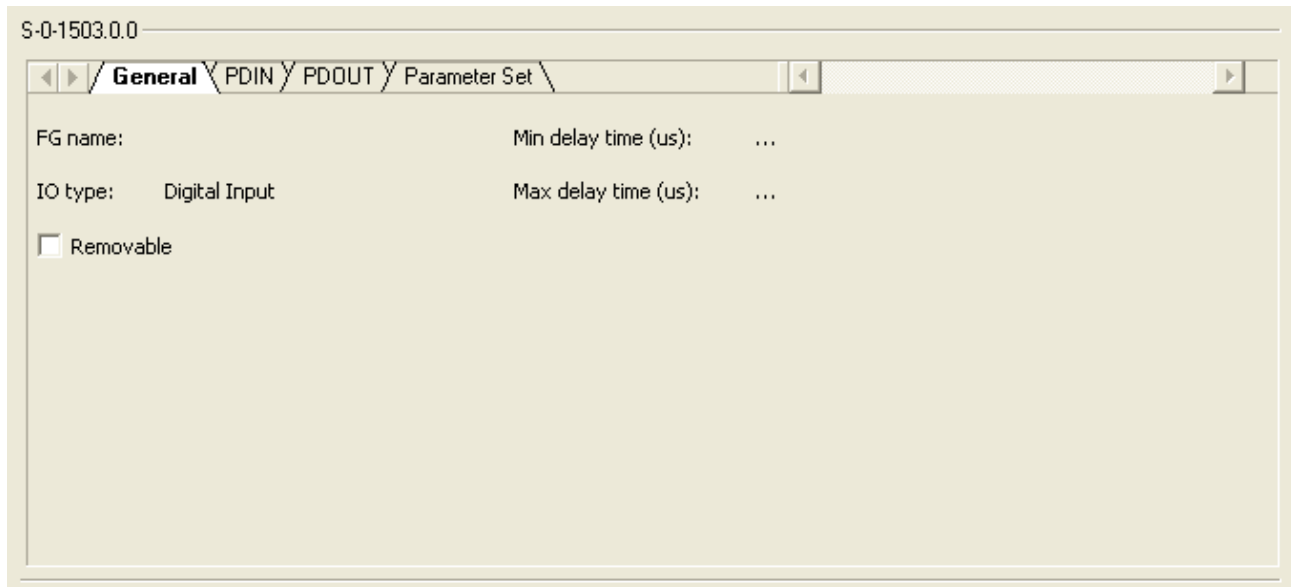 S-0-1503.0.0
General PDIN PDOUT Parameter Set
FG name: Min delay time (us): ...
IO type: Digital Input Max delay time (us): ...
Removable